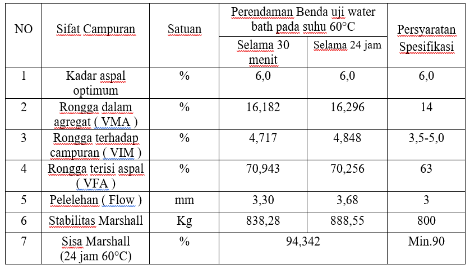 NO
Sifat Campuran
Satuan
Perendaman Benda uji water
bath pada suhu 60°C
Persvaratan
Spesifikasi
Selama 30
menit
Selama 24 jam
1 Kadar aspal
optimum % 6,0 6,0 6,0
2 Rongga dalam
agregat ( VMA ) % 16,182 16,296 14
3 Rongga terhadap
campuran ( VIM ) % 4,717 4,848 3,5-5,0
4 Rongga terisi aspal
( VFA ) % 70,943 70,256 63
5 Pelelehan ( Flow ) mm 3,30 3,68 3
6 Stabilitas Marshall Kg 838,28 888,55 800
7 Sisa Marshall
(24 jam 60°C) % 94,342 Min.90